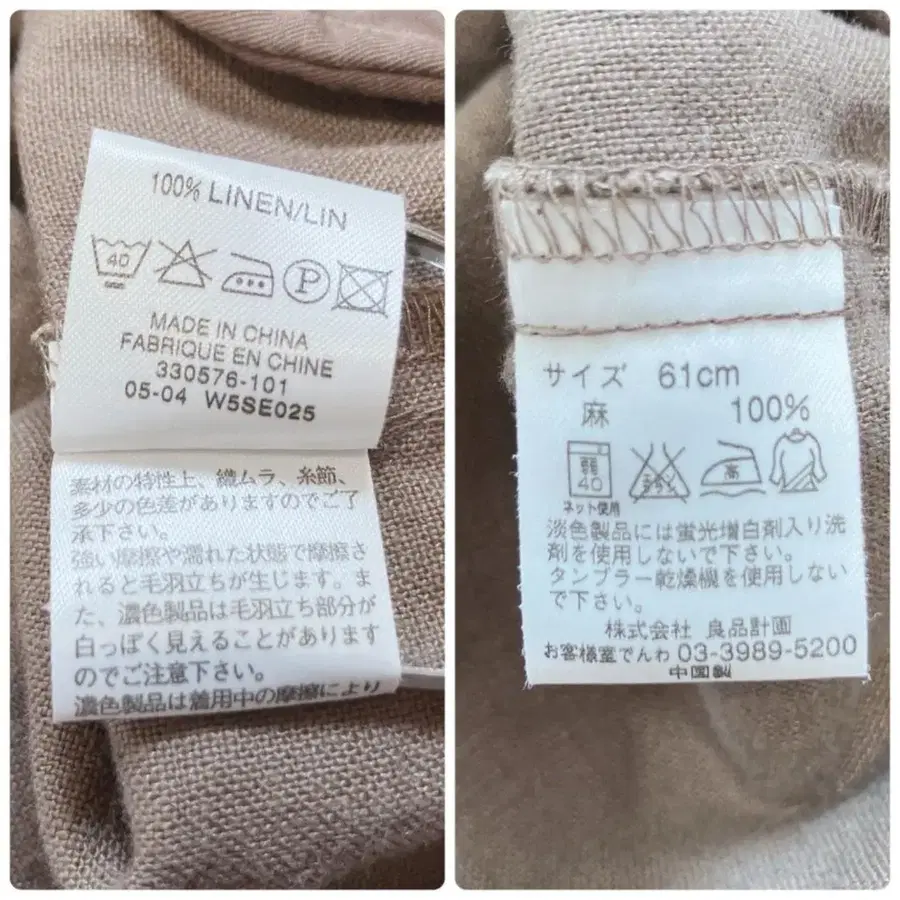 100% LINEN/LIN
40
P
MADE IN CHINA
FABRIQUE EN CHINE
330576-101
05-04 W5SE025
素材の特性上、織ムラ、糸節、
多少の色差がありますのでご了
承下さい。
強い摩擦や濡れた状態で摩擦さ
れると毛羽立ちが生じます。ま
た、濃色製品は毛羽立ち部分が
白っぽく見えることがあります
のでご注意下さい。
濃色製品は着用中の摩擦により
サイズ 61cm
麻 100%
弱
40
エンソ
サラシ
高
ネット使用
淡色製品には蛍光増白剤入り洗
剤を使用しないで下さい。
タンブラー乾燥機を使用しない
で下さい。
株式会社 良品計画
お客様室でんわ 03-3989-5200
中国製